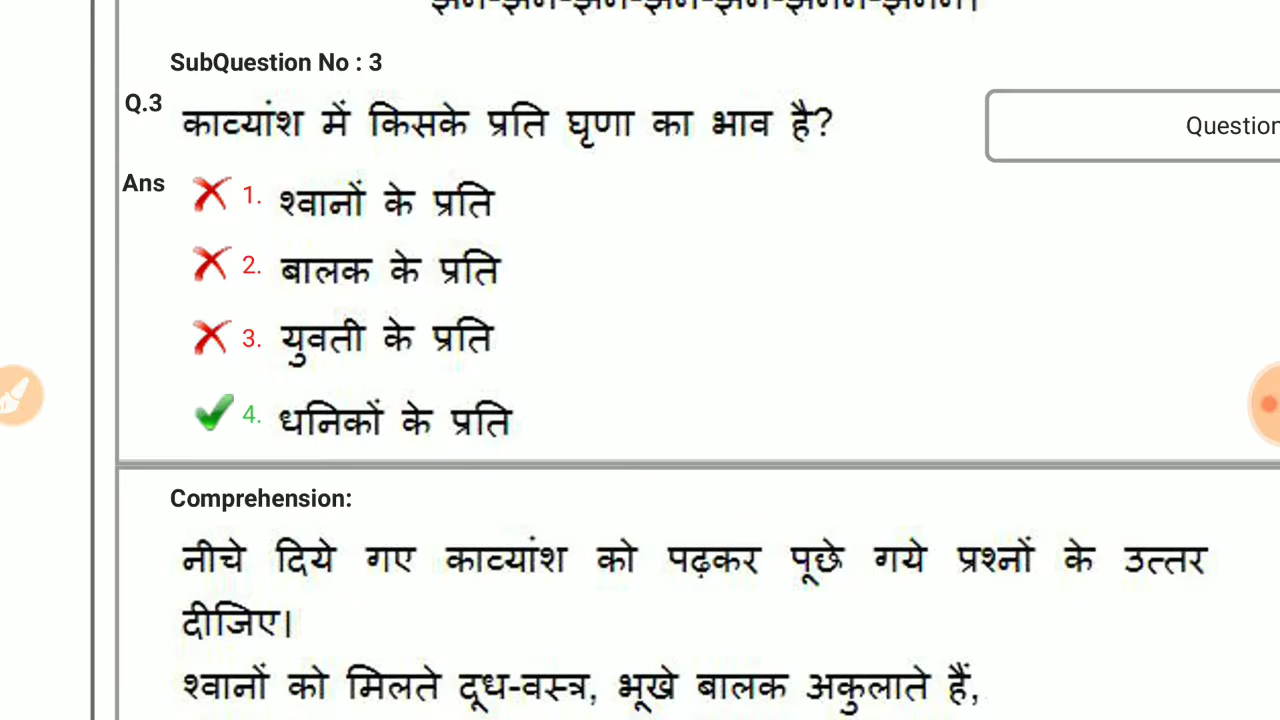 SubQuestion No : 3
Q.3 काव्यांश में किसके प्रति घृणा का भाव है?
Question
Ans 1. श्वानों के प्रति
2. बालक के प्रति
3. युवती के प्रति
4. धनिकों के प्रति
Comprehension:
नीचे दिये गए काव्यांश को पढ़कर पूछे गये प्रश्नों के उत्तर
दीजिए।
श्वानों को मिलते दूध-वस्त्र, भूखे बालक अकुलाते हैं,